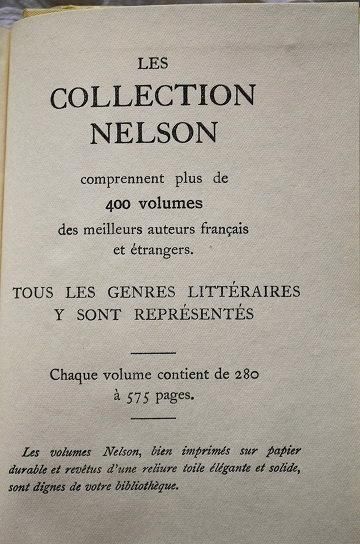 LES
COLLECTION
NELSON
comprennent plus de
400 volumes
des meilleurs auteurs français
et étrangers.
TOUS LES GENRES LITTÉRAIRES
Y SONT REPRÉSENTÉS
Chaque volume contient de 280
à 575 pages.
Les volumes Nelson, bien imprimés sur papier
durable et revêtus d'une reliure toile élégante et solide,
sont dignes de votre bibliothèque.